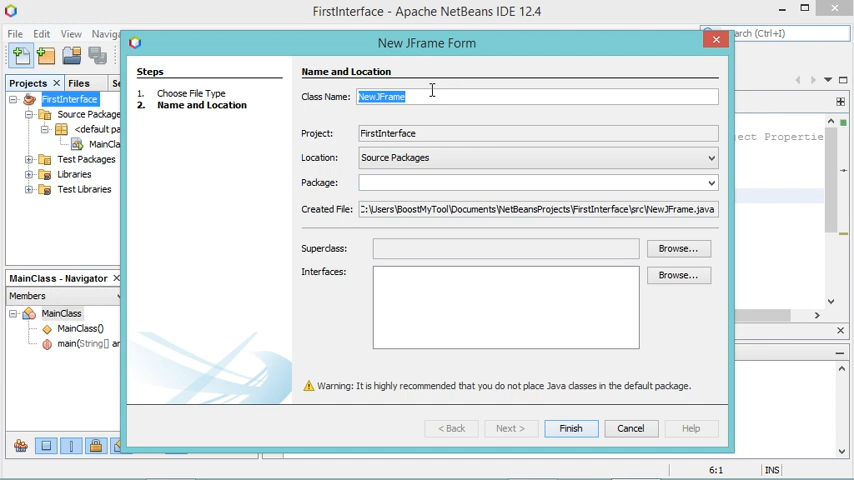 FirstInterface - Apache NetBeans IDE 12.4
File Edit View Naviga
arch (Ctrl+I)
New JFrame Form
Projects Files Se
FirstInterface
Source Package
<default pa
MainCla
Test Packages
Libraries
Test Libraries
MainClass - Navigator
Members
MainClass
MainClass()
main(String[] ar
Steps
1. Choose File Type
2. Name and Location
Name and Location
Class Name: NewJFrame
Project: FirstInterface
Location: Source Packages
Package:
Created File: C:\Users\BoostMyTool\Documents\NetBeansProjects\FirstInterface\src\NewJFrame.java
Superclass: Browse...
Interfaces: Browse...
Warning: It is highly recommended that you do not place Java classes in the default package.
< Back Next > Finish Cancel Help
ject Propertie
6:1 INS